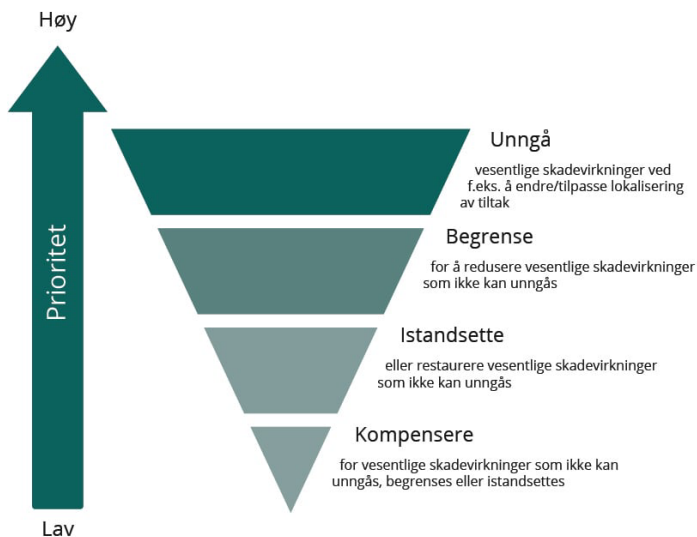 Høy
Prioritet
Unngå
vesentlige skadevirkninger ved
f.eks. å endre/tilpasse lokalisering
av tiltak
Begrense
for å redusere vesentlige skadevirkninger
som ikke kan unngås
Istandsette
eller restaurere vesentlige skadevirkninger
som ikke kan unngås
Kompensere
for vesentlige skadevirkninger som ikke kan
unngås, begrenses eller istandsettes
Lav